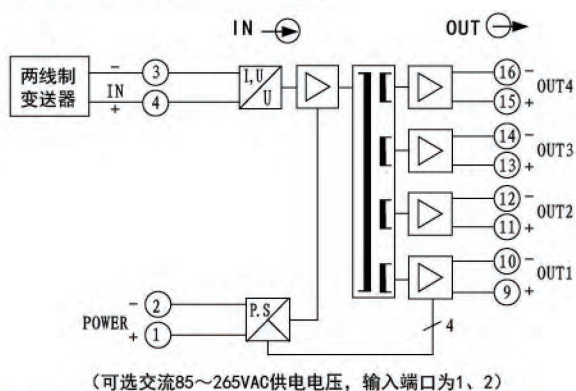 IN
OUT
两线制
变送器
- ③
IN
+ ④
I,U
U
⑯ -
⑮ +
OUT4
⑭ -
⑬ +
OUT3
⑫ -
⑪ +
OUT2
⑩ -
⑨ +
OUT1
POWER
- ②
+ ①
P.S
4
(可选交流85～265VAC供电电压，输入端口为1、2)